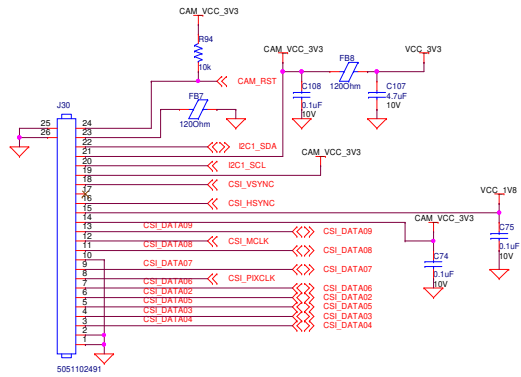 CAM_VCC_3V3
R94
10k
CAM_VCC_3V3
FB8
VCC_3V3
120Ohm
CAM_RST
C108
0.1uF
10V
C107
4.7uF
10V
FB7
120Ohm
J30
25
26
24
23
22
21
20
19
18
17
16
15
14
13
12
11
10
9
8
7
6
5
4
3
2
1
I2C1_SDA
I2C1_SCL
CAM_VCC_3V3
CSI_VSYNC
CSI_HSYNC
VCC_1V8
CAM_VCC_3V3
CSI_DATA09
CSI_DATA09
CSI_MCLK
CSI_DATA08
CSI_DATA08
C75
0.1uF
10V
C74
0.1uF
10V
CSI_DATA07
CSI_DATA07
CSI_PIXCLK
CSI_DATA06
CSI_DATA06
CSI_DATA02
CSI_DATA02
CSI_DATA05
CSI_DATA05
CSI_DATA03
CSI_DATA03
CSI_DATA04
CSI_DATA04
5051102491